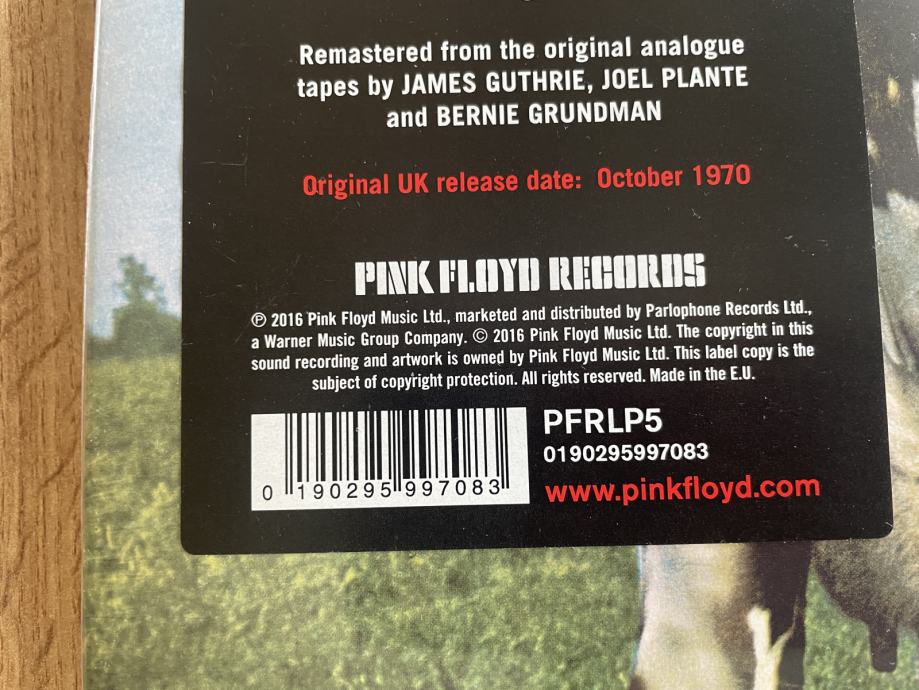 Remastered from the original analogue
tapes by JAMES GUTHRIE, JOEL PLANTE
and BERNIE GRUNDMAN
Original UK release date: October 1970
PINK FLOYD RECORDS
℗ 2016 Pink Floyd Music Ltd., marketed and distributed by Parlophone Records Ltd.,
a Warner Music Group Company. © 2016 Pink Floyd Music Ltd. The copyright in this
sound recording and artwork is owned by Pink Floyd Music Ltd. This label copy is the
subject of copyright protection. All rights reserved. Made in the E.U.
PFRLP5
0190295997083
www.pinkfloyd.com
0 190295 997083